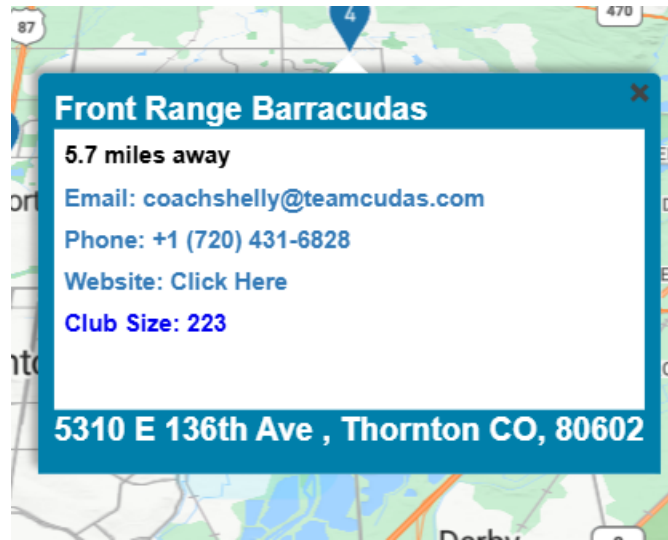 87
4
470
Front Range Barracudas
5.7 miles away
Email: coachshelly@teamcudas.com
Phone: +1 (720) 431-6828
Website: Click Here
Club Size: 223
5310 E 136th Ave , Thornton CO, 80602